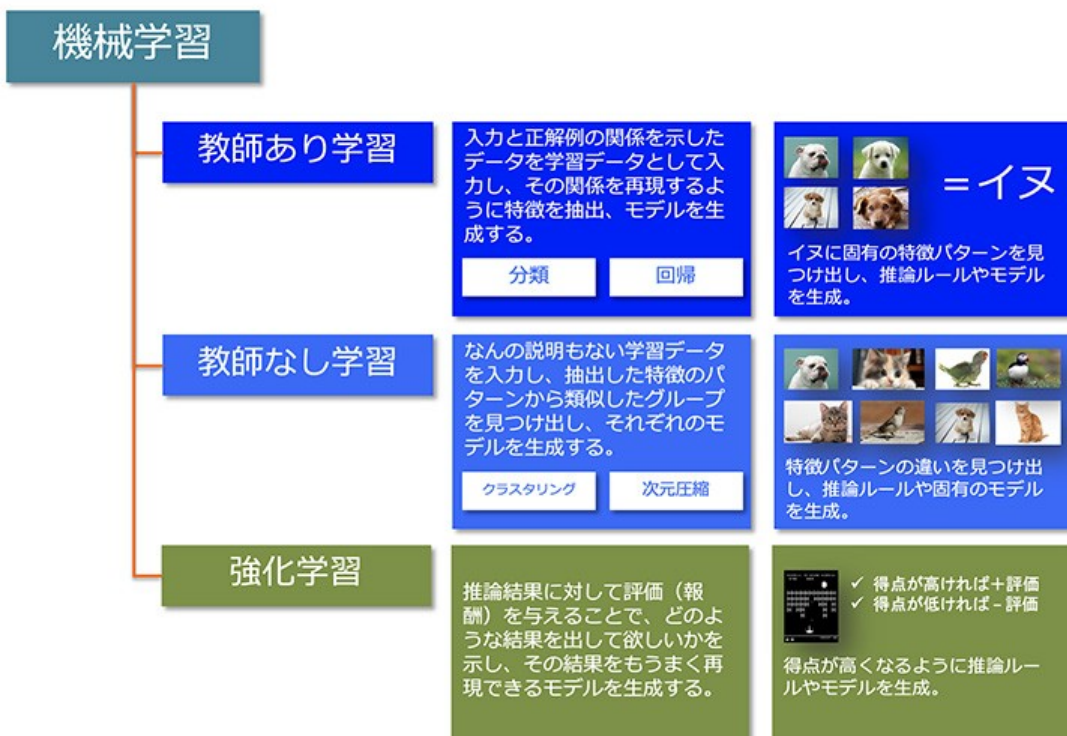 機械学習
教師あり学習
入力と正解例の関係を示した
データを学習データとして入
力し、その関係を再現するよ
うに特徴を抽出、モデルを生
成する。
分類
回帰
＝イヌ
イヌに固有の特徴パターンを見
つけ出し、推論ルールやモデル
を生成。
教師なし学習
なんの説明もない学習データ
を入力し、抽出した特徴のパ
ターンから類似したグループ
を見つけ出し、それぞれのモ
デルを生成する。
クラスタリング
次元圧縮
特徴パターンの違いを見つけ出
し、推論ルールや固有のモデル
を生成。
強化学習
推論結果に対して評価（報
酬）を与えることで、どのよ
うな結果を出して欲しいかを
示し、その結果をもうまく再
現できるモデルを生成する。
✓ 得点が高ければ＋評価
✓ 得点が低ければ－評価
得点が高くなるように推論ルー
ルやモデルを生成。